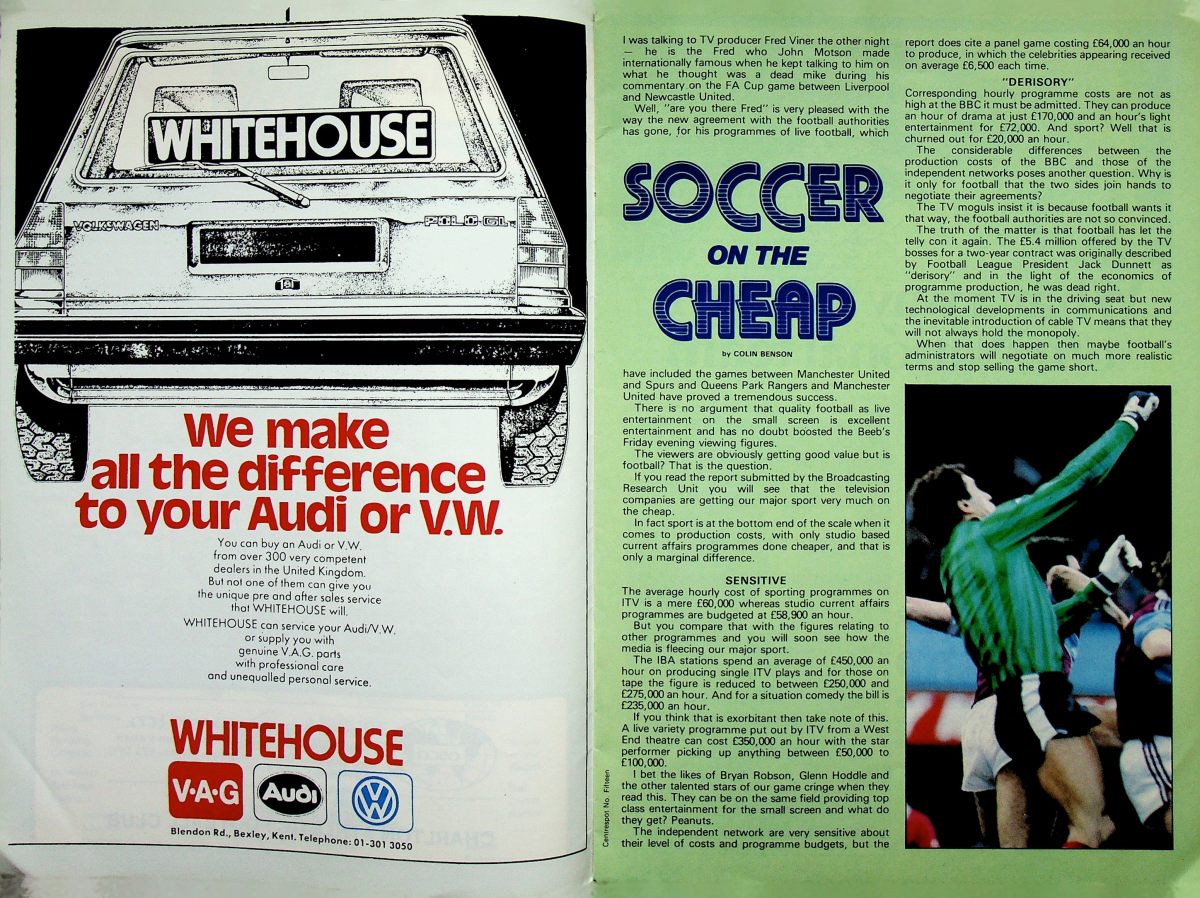 WHITEHOUSE
VOLKSWAGEN
POLO GL
We make
all the difference
to your Audi or V.W.
You can buy an Audi or V.W.
from over 300 very competent
dealers in the United Kingdom.
But not one of them can give you
the unique pre and after sales service
that WHITEHOUSE will.
WHITEHOUSE can service your Audi/V.W.
or supply you with
genuine V.A.G. parts
with professional care
and unequalled personal service.
WHITEHOUSE
V·A·G
Audi
VW
Blendon Rd., Bexley, Kent. Telephone: 01-301 3050
I was talking to TV producer Fred Viner the other night
— he is the Fred who John Motson made
internationally famous when he kept talking to him on
what he thought was a dead mike during his
commentary on the FA Cup game between Liverpool
and Newcastle United.
Well, "are you there Fred" is very pleased with the
way the new agreement with the football authorities
has gone, for his programmes of live football, which
SOCCER
ON THE
CHEAP
by COLIN BENSON
have included the games between Manchester United
and Spurs and Queens Park Rangers and Manchester
United have proved a tremendous success.
There is no argument that quality football as live
entertainment on the small screen is excellent
entertainment and has no doubt boosted the Beeb's
Friday evening viewing figures.
The viewers are obviously getting good value but is
football? That is the question.
If you read the report submitted by the Broadcasting
Research Unit you will see that the television
companies are getting our major sport very much on
the cheap.
In fact sport is at the bottom end of the scale when it
comes to production costs, with only studio based
current affairs programmes done cheaper, and that is
only a marginal difference.
SENSITIVE
The average hourly cost of sporting programmes on
ITV is a mere £60,000 whereas studio current affairs
programmes are budgeted at £58,900 an hour.
But you compare that with the figures relating to
other programmes and you will soon see how the
media is fleecing our major sport.
The IBA stations spend an average of £450,000 an
hour on producing single ITV plays and for those on
tape the figure is reduced to between £250,000 and
£275,000 an hour. And for a situation comedy the bill is
£235,000 an hour.
If you think that is exorbitant then take note of this.
A live variety programme put out by ITV from a West
End theatre can cost £350,000 an hour with the star
performer picking up anything between £50,000 to
£100,000.
I bet the likes of Bryan Robson, Glenn Hoddle and
the other talented stars of our game cringe when they
read this. They can be on the same field providing top
class entertainment for the small screen and what do
they get? Peanuts.
The independent network are very sensitive about
their level of costs and programme budgets, but the
Centrespot No. Fifteen
report does cite a panel game costing £64,000 an hour
to produce, in which the celebrities appearing received
on average £6,500 each time.
"DERISORY"
Corresponding hourly programme costs are not as
high at the BBC it must be admitted. They can produce
an hour of drama at just £170,000 and an hour's light
entertainment for £72,000. And sport? Well that is
churned out for £20,000 an hour.
The considerable differences between the
production costs of the BBC and those of the
independent networks poses another question. Why is
it only for football that the two sides join hands to
negotiate their agreements?
The TV moguls insist it is because football wants it
that way, the football authorities are not so convinced.
The truth of the matter is that football has let the
telly con it again. The £5.4 million offered by the TV
bosses for a two-year contract was originally described
by Football League President Jack Dunnett as
"derisory" and in the light of the economics of
programme production, he was dead right.
At the moment TV is in the driving seat but new
technological developments in communications and
the inevitable introduction of cable TV means that they
will not always hold the monopoly.
When that does happen then maybe football's
administrators will negotiate on much more realistic
terms and stop selling the game short.